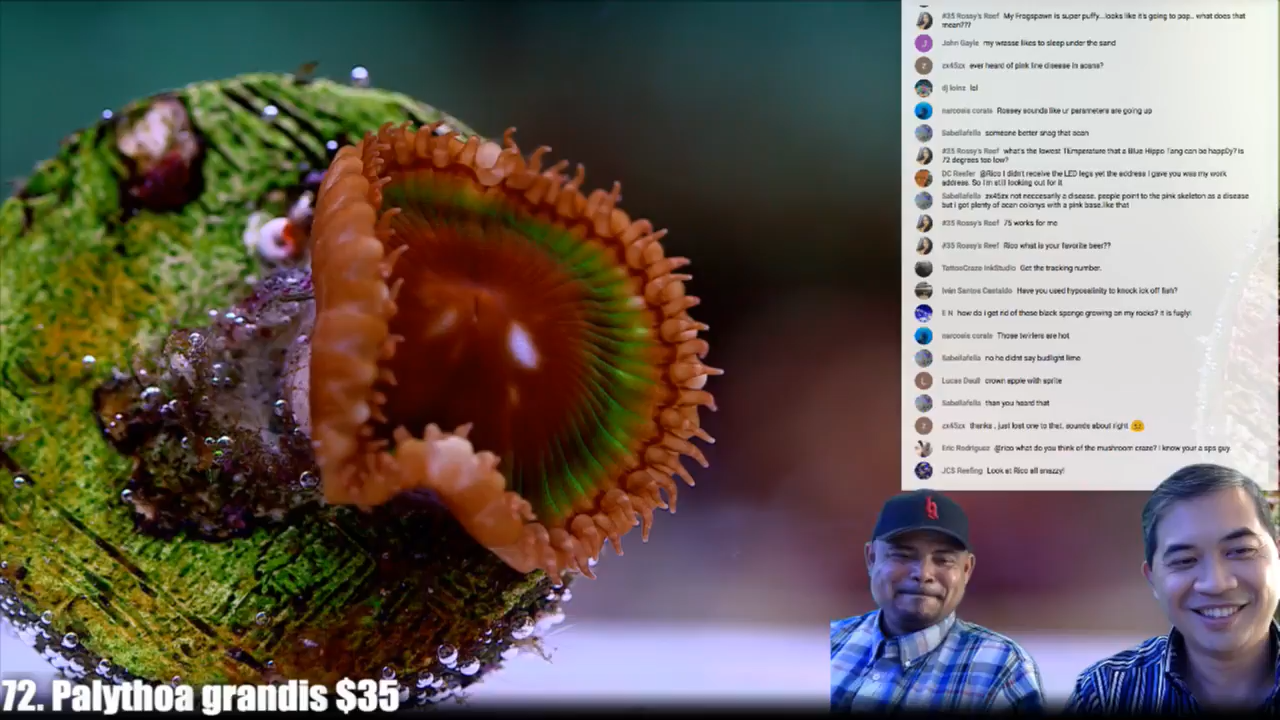 #35 Rossy's Reef My Frogspawn is super puffy...looks like it's going to pop.. what does that
mean???
John Gayle my wrasse likes to sleep under the sand
zx45zx ever heard of pink line disease in acans?
dj loinz lol
narcosis corals Rossey sounds like ur parameters are going up
Sabellafella someone better snag that acan
#35 Rossy's Reef what's the lowest TEmperature that a Blue Hippo Tang can be happDy? is
72 degrees too low?
DC Reefer @Rico I didn't receive the LED legs yet the address I gave you was my work
address. So I'm still looking out for it
Sabellafella zx45zx not neccesarily a disease. people point to the pink skeleton as a disease
but i got plenty of acan colonys with a pink base.like that
#35 Rossy's Reef 75 works for me
#35 Rossy's Reef Rico what is your favorite beer??
TattooCraze InkStudio Get the tracking number.
Iván Santos Castaldo Have you used hyposalinity to knock ick off fish?
how do i get rid of those black sponge growing on my rocks? it is fugly!
narcosis corals Those twirlers are hot
Sabellafella no he didnt say budlight lime
Lucas Daull crown apple with sprite
Sabellafella than you heard that
zx45zx thanks , just lost one to that. sounds about right
Eric Rodriguez @rico what do you think of the mushroom craze? I know your a sps guy
JCS Reefing Look at Rico all snazzy!
72. Palythoa grandis $35